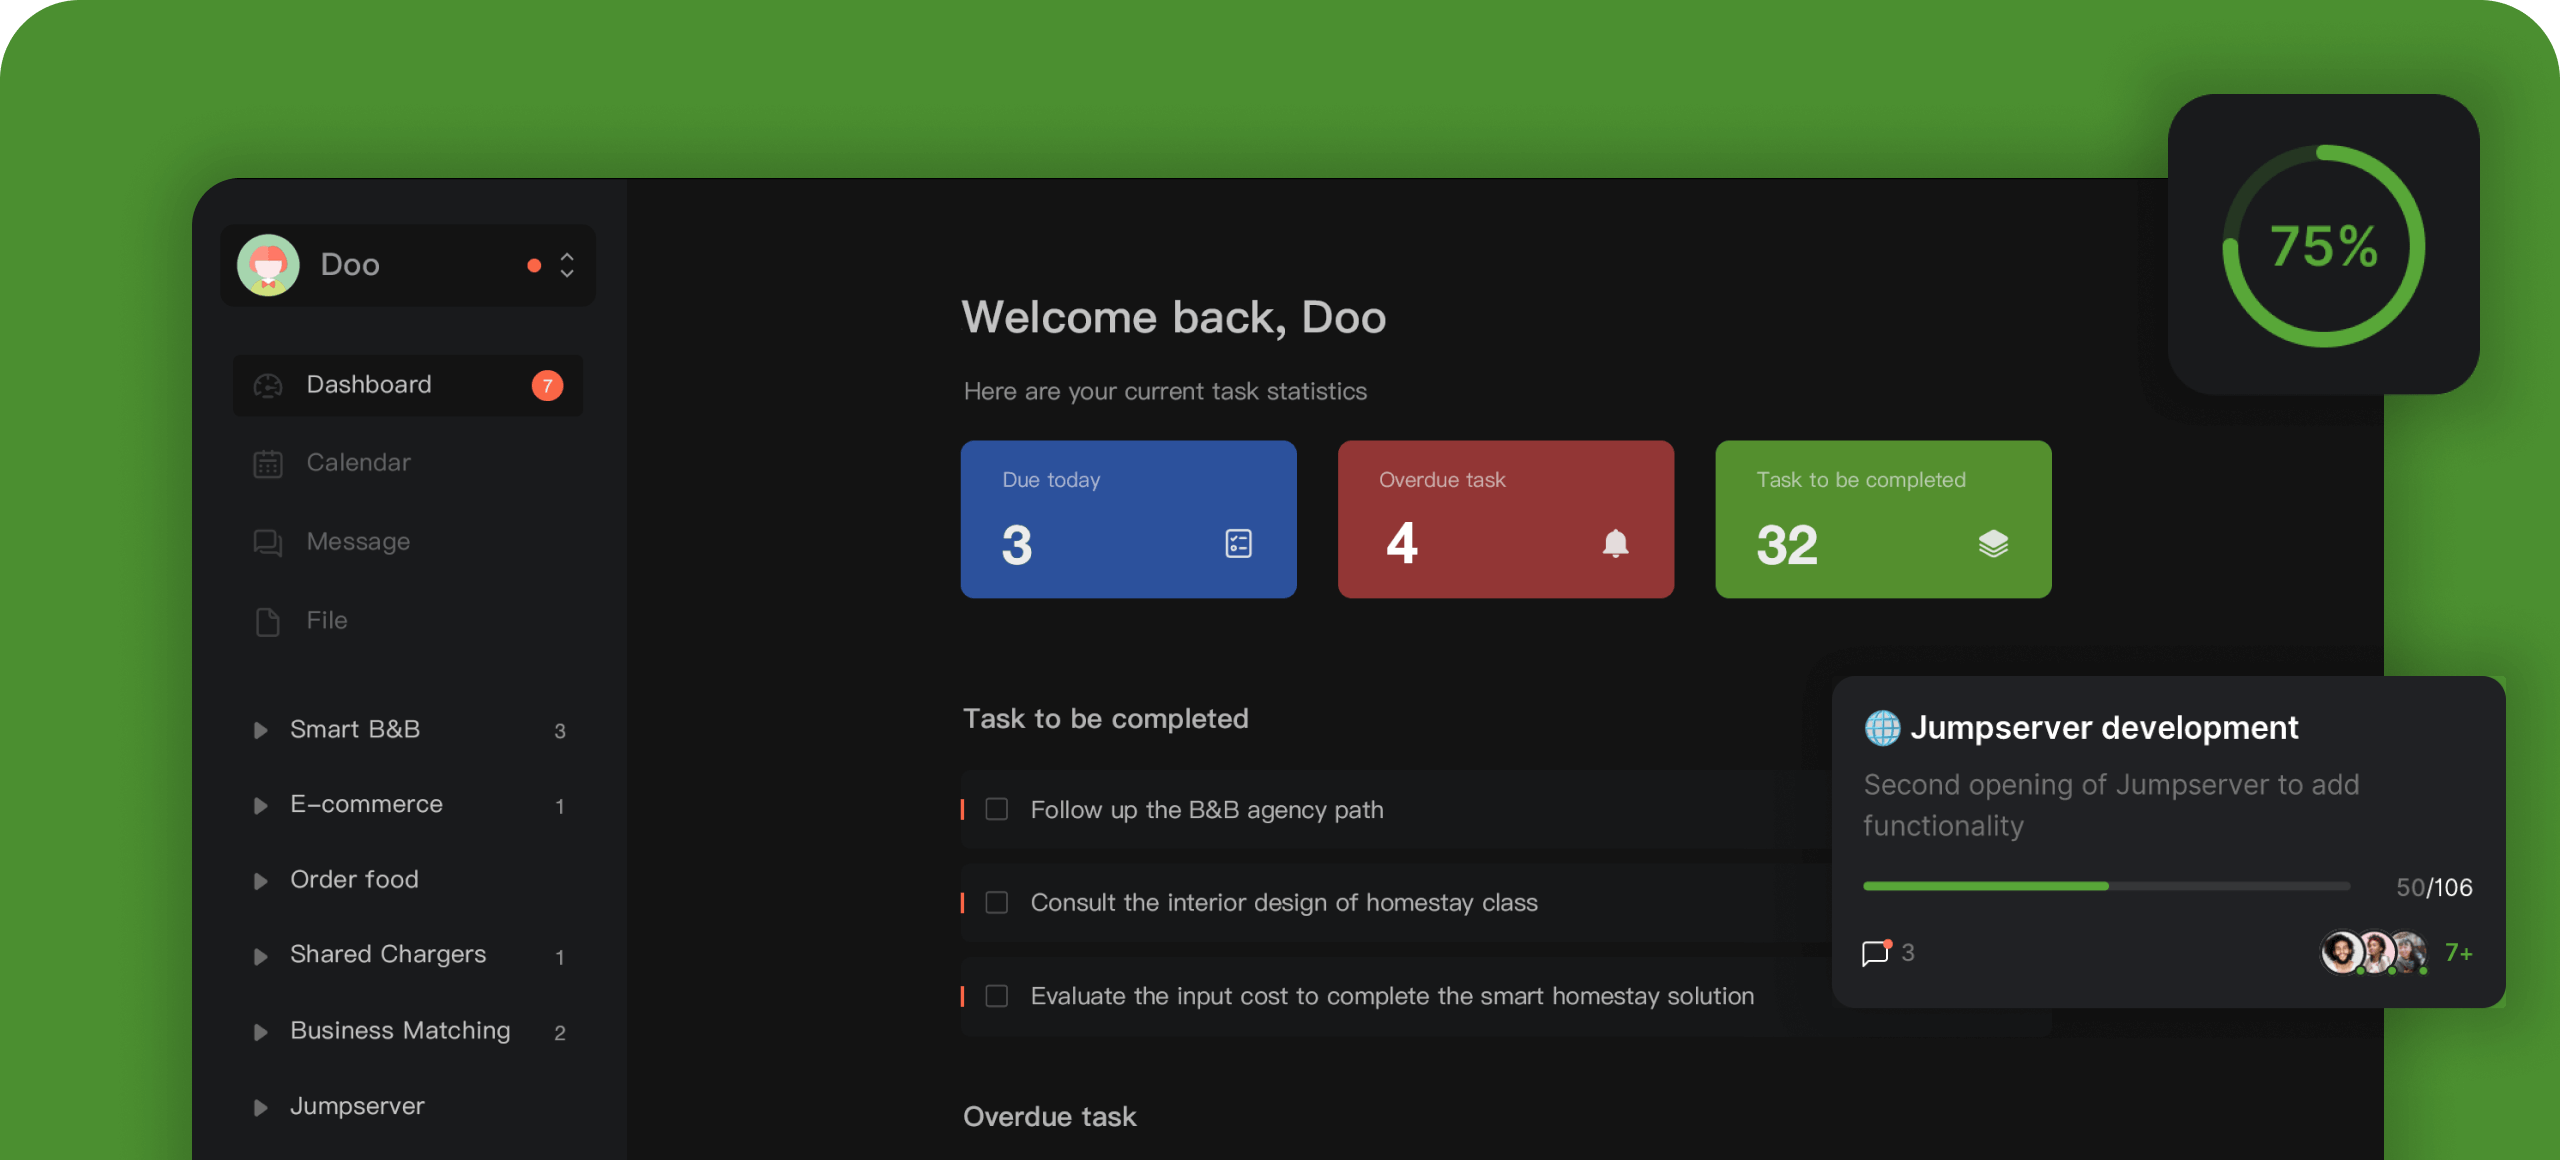 Doo
Dashboard 7
Calendar
Message
File
Smart B&B 3
E-commerce 1
Order food
Shared Chargers 1
Business Matching 2
Jumpserver
Welcome back, Doo
Here are your current task statistics
Due today
3
Overdue task
4
Task to be completed
32
Task to be completed
Follow up the B&B agency path
Consult the interior design of homestay class
Evaluate the input cost to complete the smart homestay solution
Overdue task
75%
Jumpserver development
Second opening of Jumpserver to add
functionality
50/106
3
7+